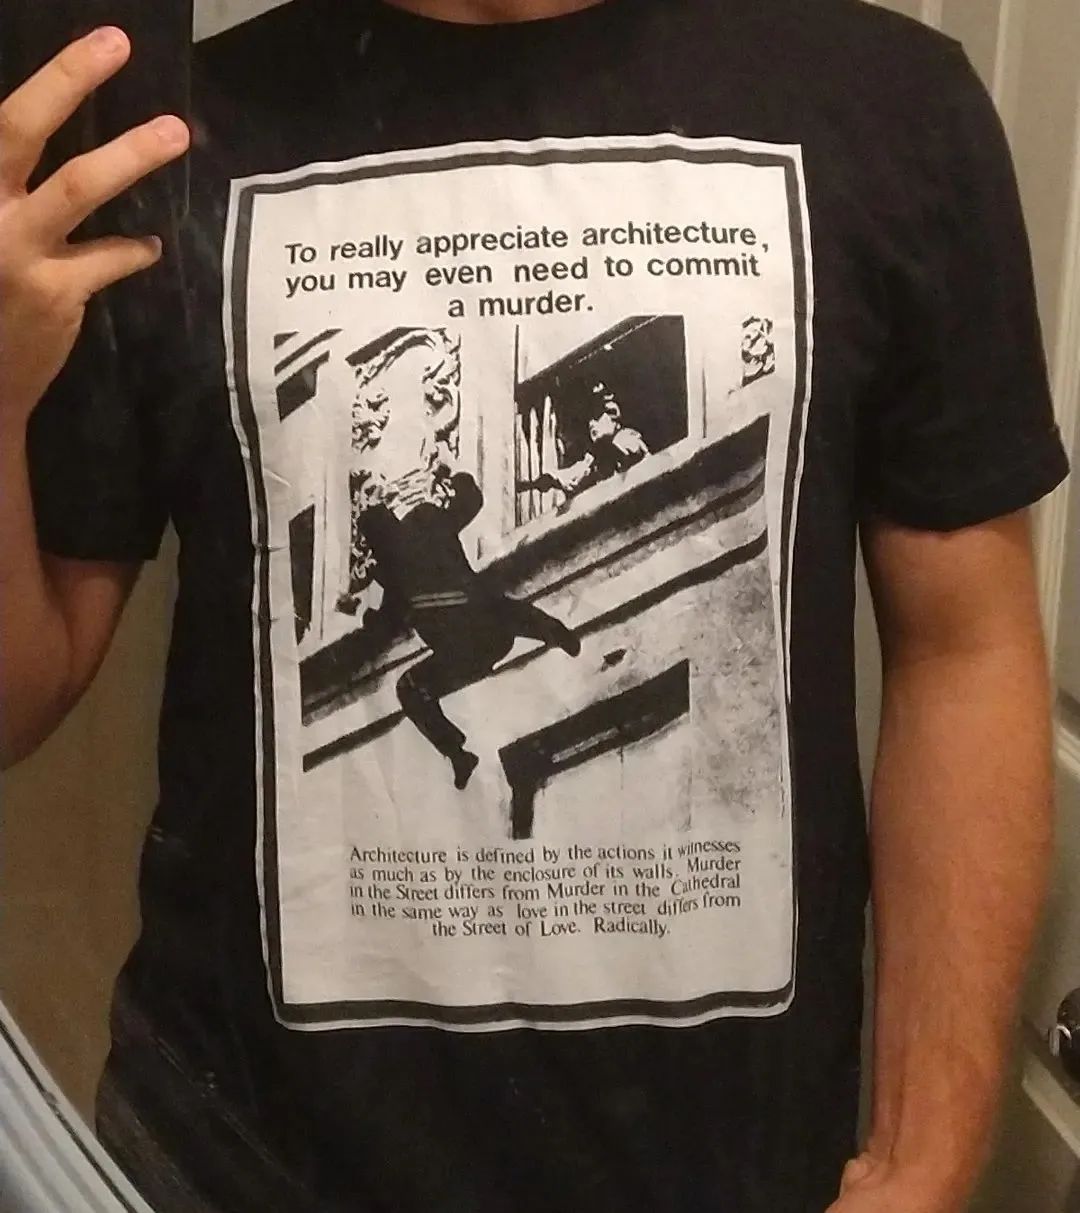 To really appreciate architecture,
you may even need to commit
a murder.
Architecture is defined by the actions it witnesses
as much as by the enclosure of its walls. Murder
in the Street differs from Murder in the Cathedral
in the same way as love in the street differs from
the Street of Love. Radically.